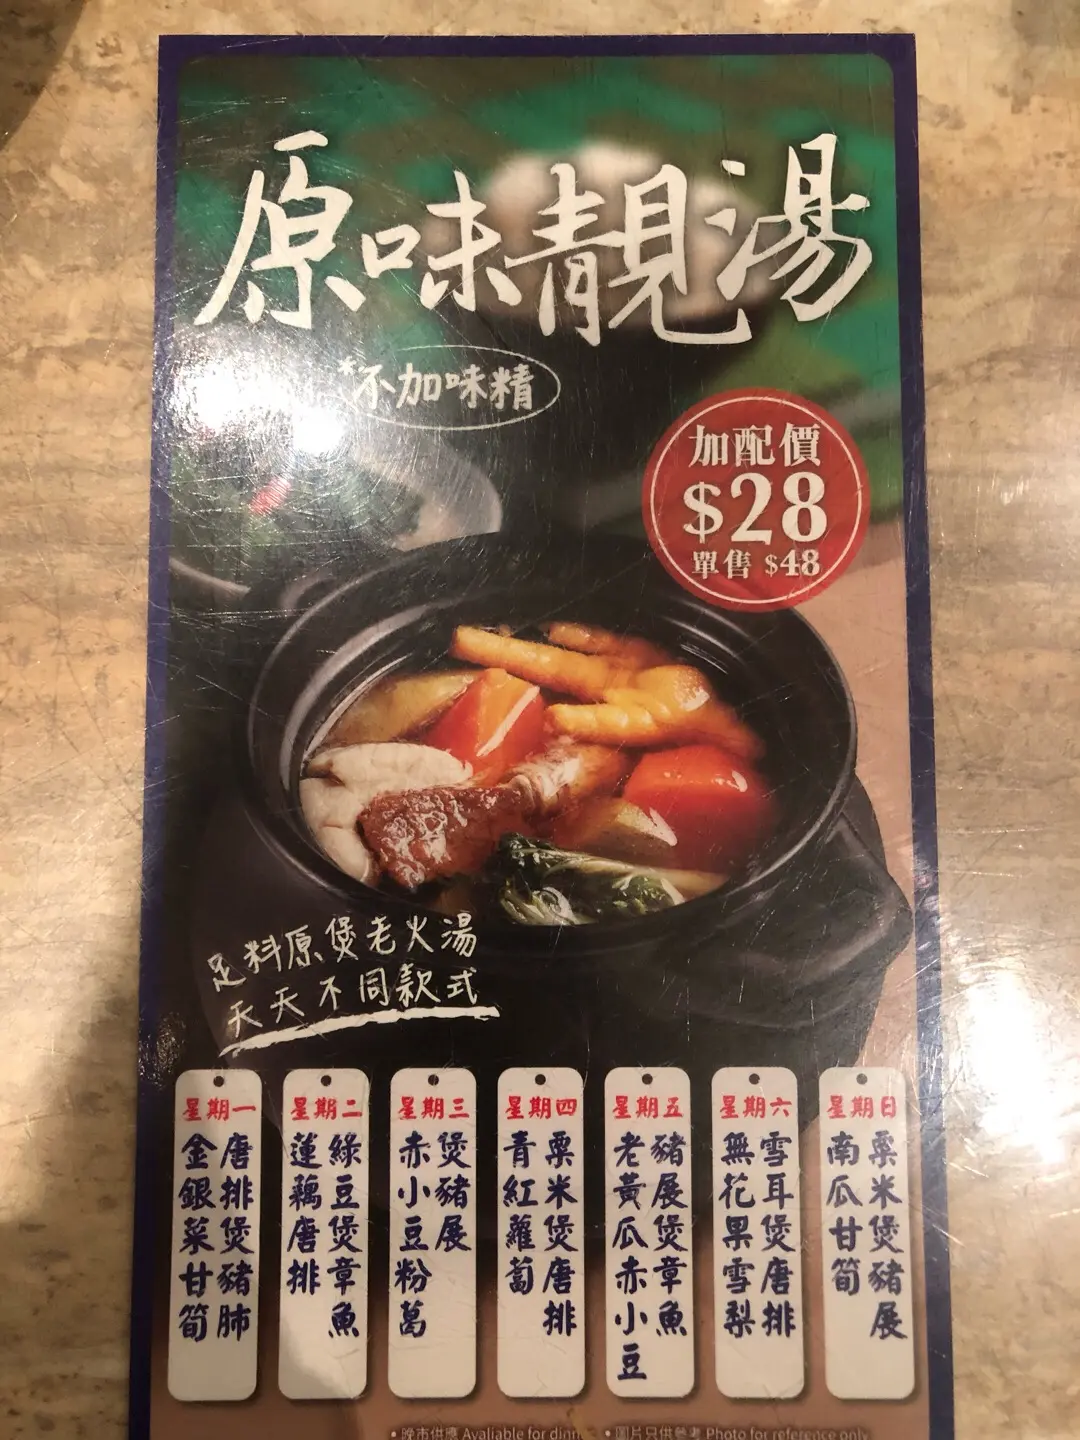 原味靚湯
*不加味精
加配價
$28
單售 $48
足料原煲老火湯
天天不同款式
星期一
金銀菜甘筍
唐排煲豬肺
星期二
蓮藕唐排
綠豆煲章魚
星期三
赤小豆粉葛
煲豬展
星期四
青紅蘿蔔
粟米煲唐排
星期五
老黃瓜赤小豆
豬展煲章魚
星期六
無花果雪梨
雪耳煲唐排
星期日
南瓜甘筍
粟米煲豬展
• 晚市供應 Avaliable for dinner • 圖片只供參考 Photo for reference only